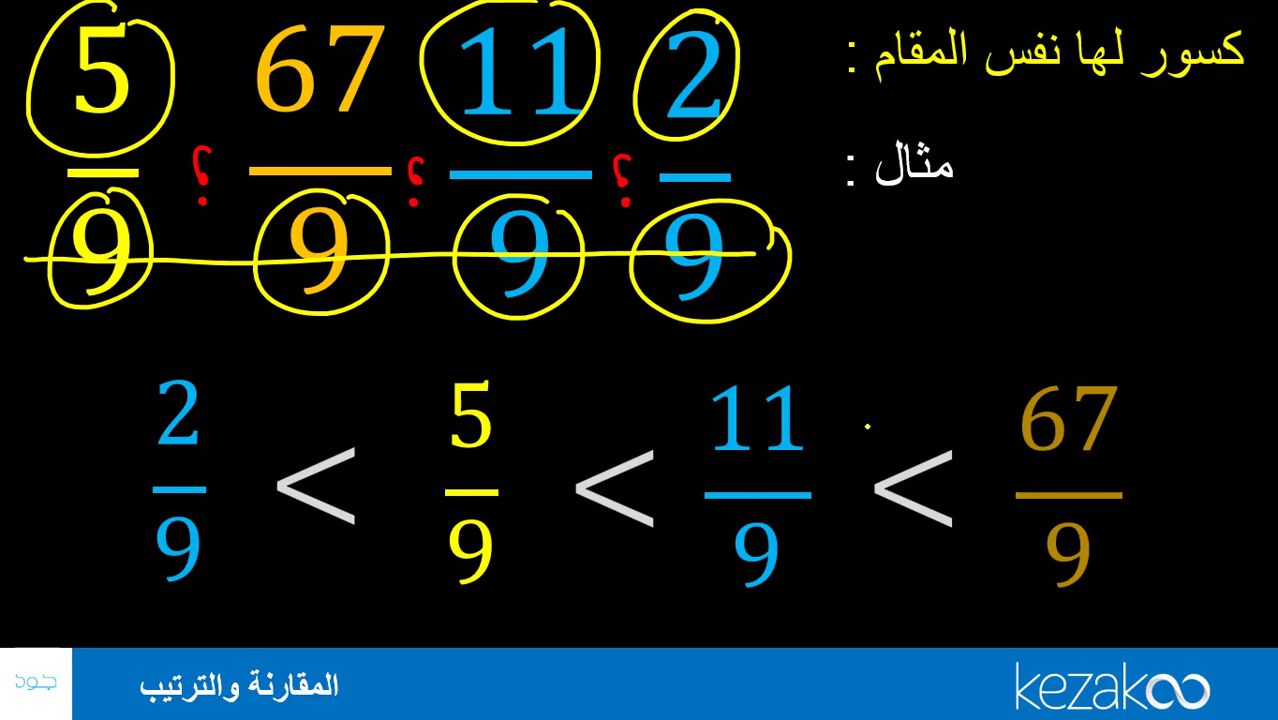 كسور لها نفس المقام :
مثال :
5/9 ؟ 67/9 ؟ 11/9 ؟ 2/9
2/9 < 5/9 < 11/9 < 67/9
المقارنة والترتيب
جود
kezakoo